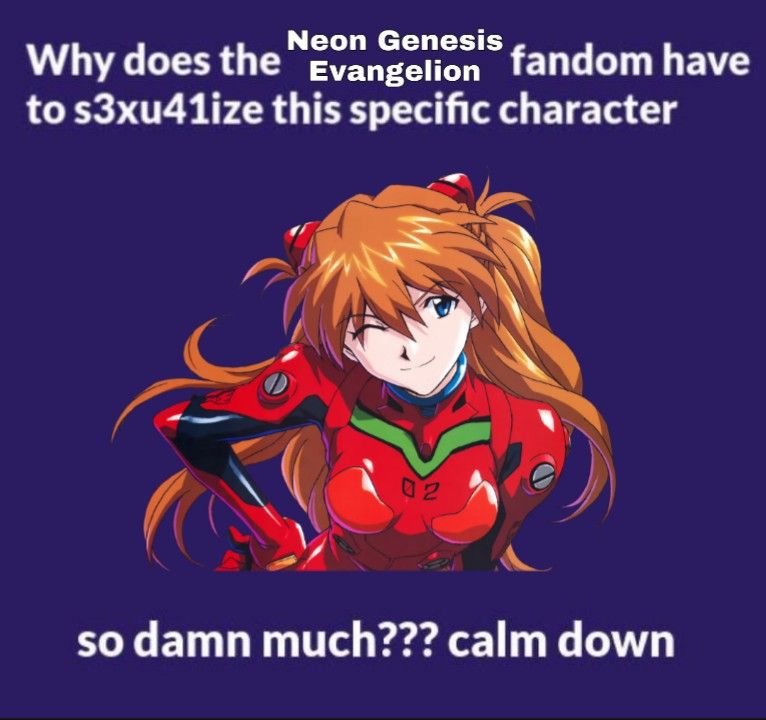 Why does the Neon Genesis Evangelion fandom have
to s3xu41ize this specific character
02
so damn much??? calm down